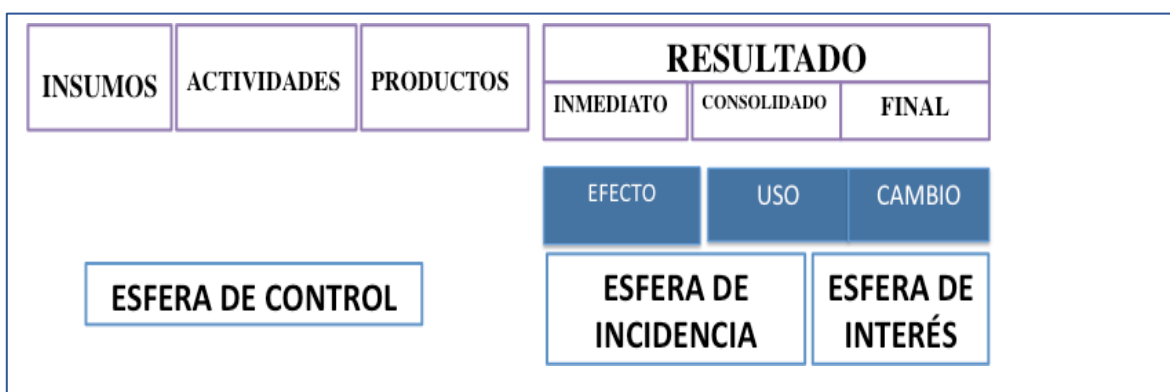 INSUMOS
ACTIVIDADES
PRODUCTOS
RESULTADO
INMEDIATO
CONSOLIDADO
FINAL
EFECTO
USO
CAMBIO
ESFERA DE CONTROL
ESFERA DE
INCIDENCIA
ESFERA DE
INTERÉS